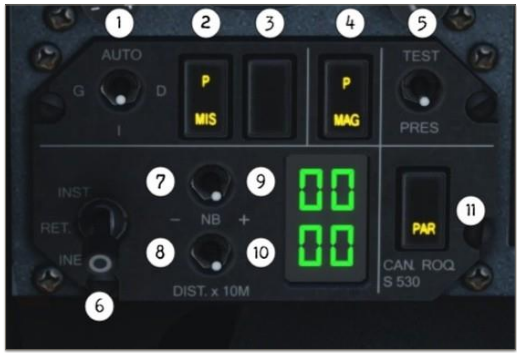 1 2 3 4 5
AUTO P P TEST
G D
I MIS MAG PRES
7 9
INST
RET. - NB + 00 11
8 10 00 PAR
INE
DIST. x 10M CAN. ROQ.
S 530
6